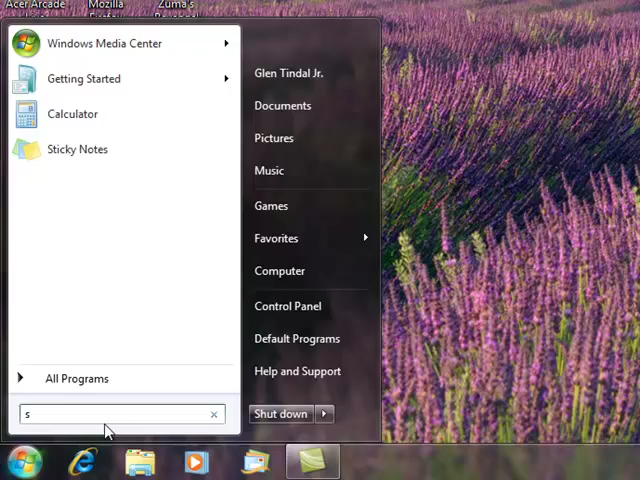 Acer Arcade Mozilla Zuma's
Windows Media Center
Getting Started
Calculator
Sticky Notes
All Programs
s
Glen Tindal Jr.
Documents
Pictures
Music
Games
Favorites
Computer
Control Panel
Default Programs
Help and Support
Shut down